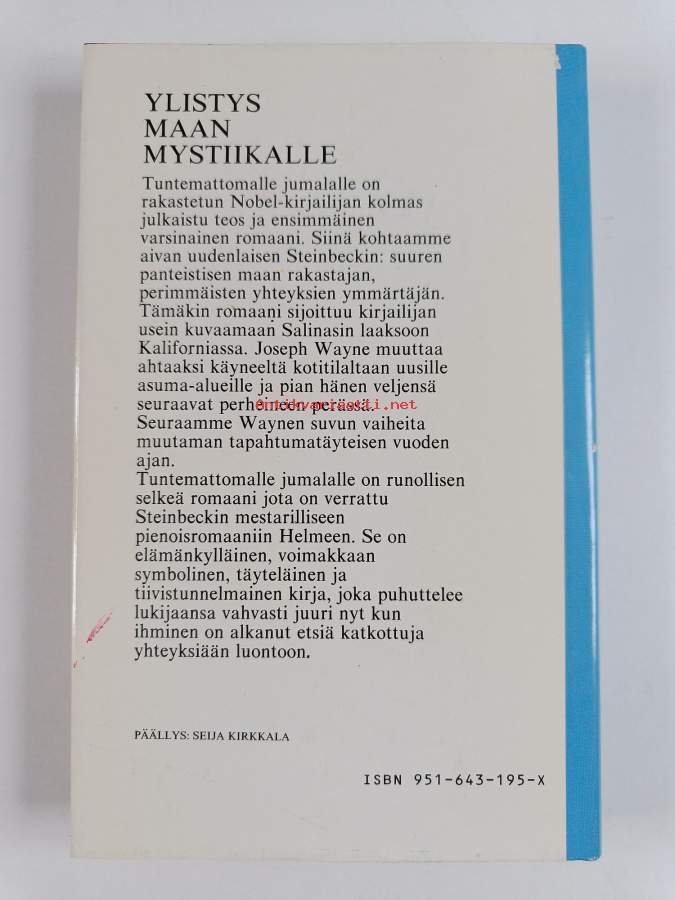 YLISTYS
MAAN
MYSTIIKALLE
Tuntemattomalle jumalalle on
rakastetun Nobel-kirjailijan kolmas
julkaistu teos ja ensimmäinen
varsinainen romaani. Siinä kohtaamme
aivan uudenlaisen Steinbeckin: suuren
panteistisen maan rakastajan,
perimmäisten yhteyksien ymmärtäjän.
Tämäkin romaani sijoittuu kirjailijan
usein kuvaamaan Salinasin laaksoon
Kaliforniassa. Joseph Wayne muuttaa
ahtaaksi käyneeltä kotitilaltaan uusille
asuma-alueille ja pian hänen veljensä
seuraavat perheineen perässä.
Antikvariaatti.net
Seuraamme Waynen suvun vaiheita
muutaman tapahtumatäyteisen vuoden
ajan.
Tuntemattomalle jumalalle on runollisen
selkeä romaani jota on verrattu
Steinbeckin mestarilliseen
pienoisromaaniin Helmeen. Se on
elämänkylläinen, voimakkaan
symbolinen, täyteläinen ja
tiivistunnelmainen kirja, joka puhuttelee
lukijaansa vahvasti juuri nyt kun
ihminen on alkanut etsiä katkottuja
yhteyksiään luontoon.
PÄÄLLYS: SEIJA KIRKKALA
ISBN 951-643-195-X